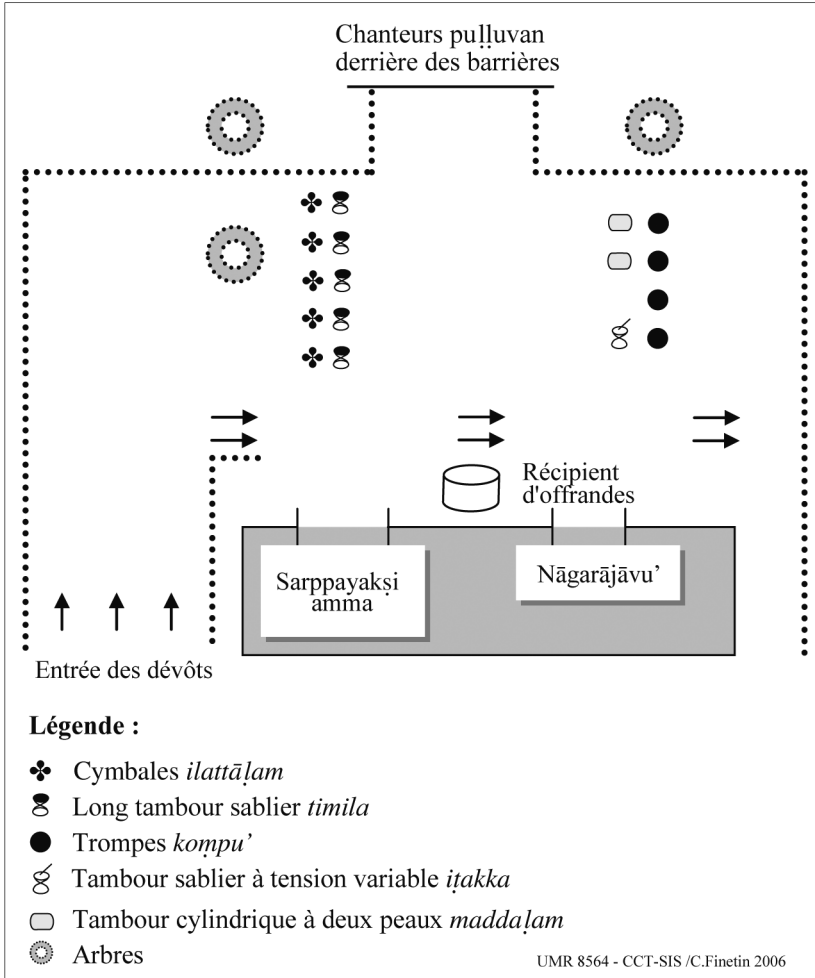 Chanteurs puḷḷuvan
derrière des barrières
Récipient
d'offrandes
Sarppayakṣi
amma
Nāgarājāvu’
Entrée des dévôts
Légende :
Cymbales ilattāḷam
Long tambour sablier timila
Trompes koṃpu’
Tambour sablier à tension variable iṭakka
Tambour cylindrique à deux peaux maddaḷam
Arbres
UMR 8564 - CCT-SIS /C.Finetin 2006